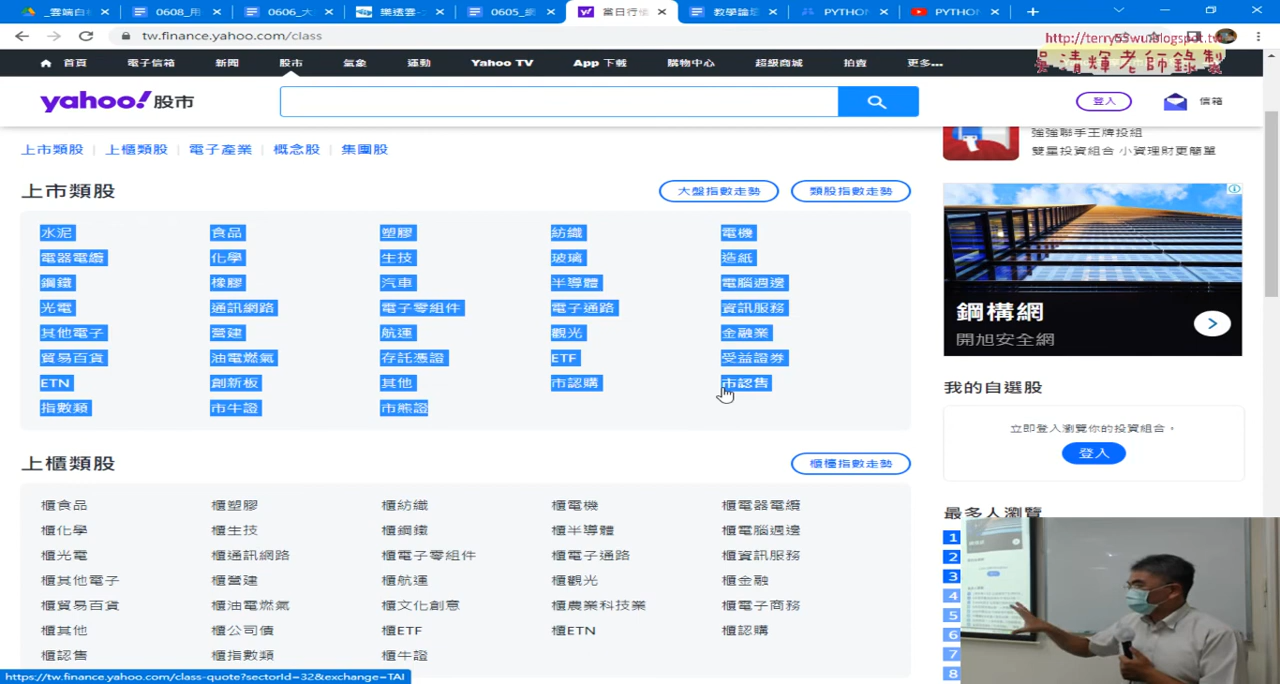 _雲端白
0608_用
0606_大
樂透雲-
0605_網
當日行情
教學論
PYTHON
PYTHON
tw.finance.yahoo.com/class
http://terry55wu.blogspot.tw
吳清輝老師錄製
首頁 電子信箱 新聞 股市 氣象 運動 Yahoo TV App 下載 購物中心 超級商城 拍賣 更多...
yahoo!股市
登入 信箱
上市類股 | 上櫃類股 | 電子產業 | 概念股 | 集團股
強強聯手王牌投組
雙星投資組合 小資理財更簡單
上市類股 大盤指數走勢 類股指數走勢
水泥 食品 塑膠 紡織 電機
電器電纜 化學 生技 玻璃 造紙
鋼鐵 橡膠 汽車 半導體 電腦週邊
光電 通訊網路 電子零組件 電子通路 資訊服務
其他電子 營建 航運 觀光 金融業
貿易百貨 油電燃氣 存託憑證 ETF 受益證券
ETN 創新板 其他 市認購 市認售
指數類 市牛證 市熊證
鋼構網
開旭安全網
我的自選股
立即登入瀏覽你的投資組合。
登入
上櫃類股 櫃檯指數走勢
櫃食品 櫃塑膠 櫃紡織 櫃電機 櫃電器電纜
櫃化學 櫃生技 櫃鋼鐵 櫃半導體 櫃電腦週邊
櫃光電 櫃通訊網路 櫃電子零組件 櫃電子通路 櫃資訊服務
櫃其他電子 櫃營建 櫃航運 櫃觀光 櫃金融
櫃貿易百貨 櫃油電燃氣 櫃文化創意 櫃農業科技業 櫃電子商務
櫃其他 櫃公司債 櫃ETF 櫃ETN 櫃認購
櫃認售 櫃指數類 櫃牛證
最多人瀏覽
1
2
3
4
5
6
7
8
https://tw.finance.yahoo.com/class-quote?sectorId=32&exchange=TAI